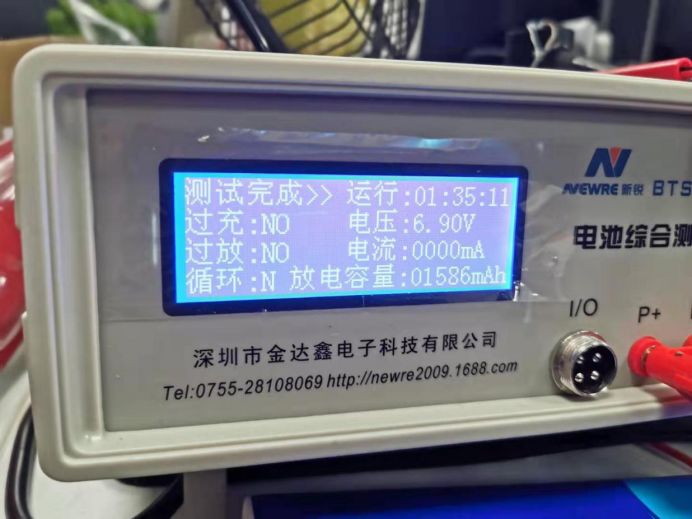 测试完成>> 运行:01:35:11
过充:NO 电压:6.90V
过放:NO 电流:0000mA
循环:N 放电容量:01586mAh
NEWRE 新锐 BTS
电池综合测
I/O
P+
深圳市金达鑫电子科技有限公司
Tel:0755-28108069 http://newre2009.1688.com